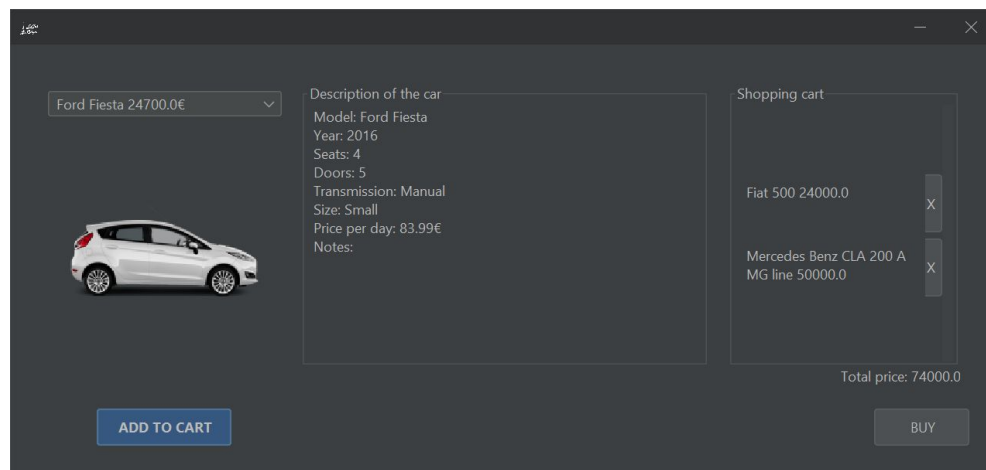 Ford Fiesta 24700.0€
Description of the car
Model: Ford Fiesta
Year: 2016
Seats: 4
Doors: 5
Transmission: Manual
Size: Small
Price per day: 83.99€
Notes:
Shopping cart
Fiat 500 24000.0
X
Mercedes Benz CLA 200 A
MG line 50000.0
X
Total price: 74000.0
ADD TO CART
BUY